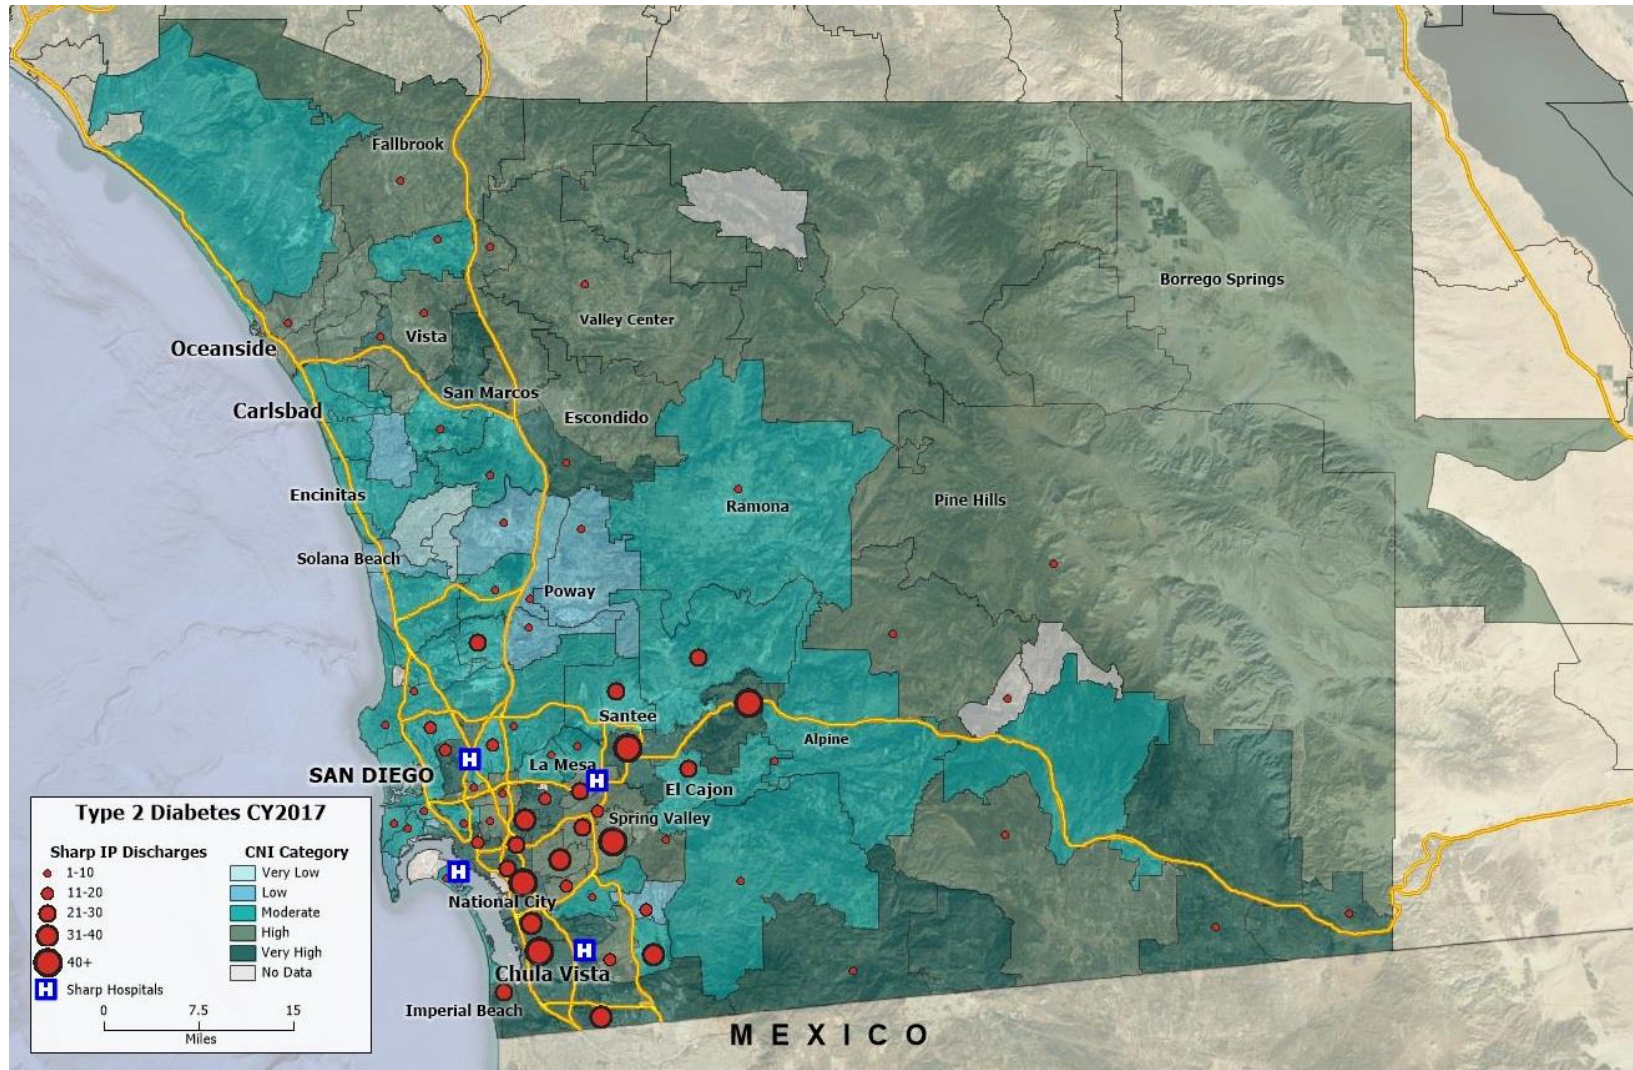 Fallbrook
Borrego Springs
Valley Center
Vista
Oceanside
San Marcos
Carlsbad
Escondido
Encinitas
Ramona
Pine Hills
Solana Beach
Poway
Santee
Alpine
La Mesa
SAN DIEGO
El Cajon
Spring Valley
National City
Chula Vista
Imperial Beach
MEXICO
H
H
H
H
Type 2 Diabetes CY2017
Sharp IP Discharges
1-10
11-20
21-30
31-40
40+
H Sharp Hospitals
CNI Category
Very Low
Low
Moderate
High
Very High
No Data
0 7.5 15
Miles